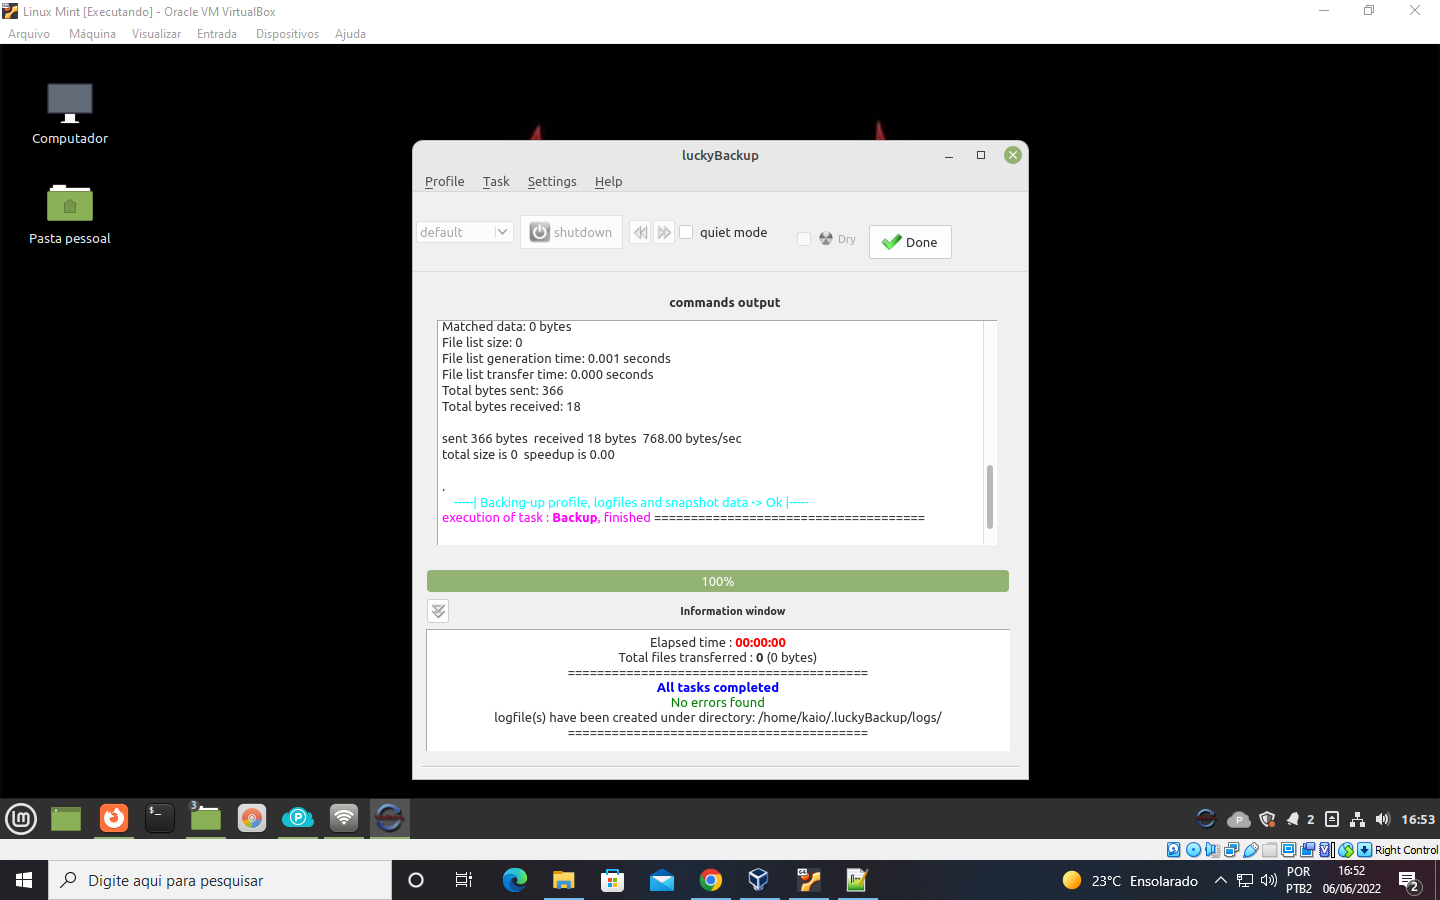 Linux Mint [Executando] - Oracle VM VirtualBox
Arquivo Máquina Visualizar Entrada Dispositivos Ajuda
Computador
Pasta pessoal
luckyBackup
Profile Task Settings Help
default shutdown quiet mode Dry Done
commands output
Matched data: 0 bytes
File list size: 0
File list generation time: 0.001 seconds
File list transfer time: 0.000 seconds
Total bytes sent: 366
Total bytes received: 18
sent 366 bytes  received 18 bytes  768.00 bytes/sec
total size is 0  speedup is 0.00
.
-----| Backing-up profile, logfiles and snapshot data -> Ok |-----
execution of task : Backup, finished =====================================
100%
Information window
Elapsed time : 00:00:00
Total files transferred : 0 (0 bytes)
=========================================
All tasks completed
No errors found
logfile(s) have been created under directory: /home/kaio/.luckyBackup/logs/
=========================================
3
2 16:53
Right Control
Digite aqui para pesquisar
23°C Ensolarado
POR
PTB2
16:52
06/06/2022
2